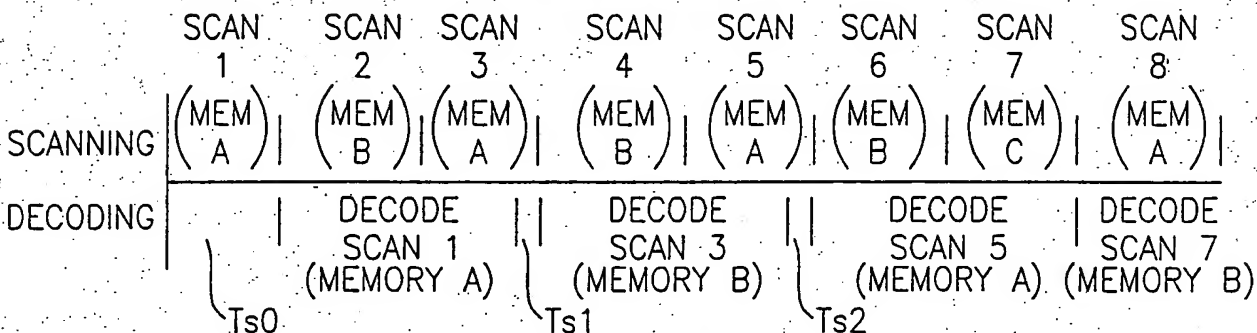 SCAN SCAN SCAN SCAN SCAN SCAN SCAN SCAN
1 2 3 4 5 6 7 8
SCANNING (MEM A) (MEM B) (MEM A) (MEM B) (MEM A) (MEM B) (MEM C) (MEM A)
DECODING
DECODE SCAN 1 (MEMORY A)
DECODE SCAN 3 (MEMORY B)
DECODE SCAN 5 (MEMORY A)
DECODE SCAN 7 (MEMORY B)
Ts0 Ts1 Ts2